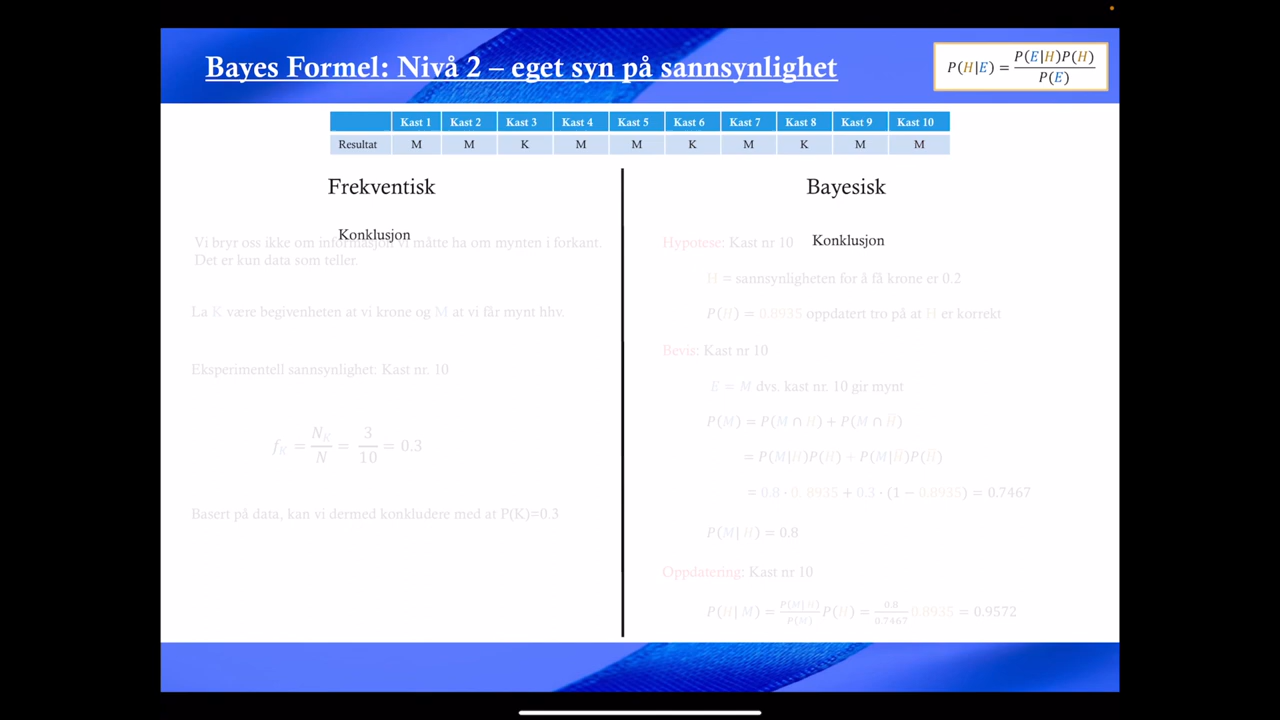 Bayes Formel: Nivå 2 – eget syn på sannsynlighet
P(H|E) = P(E|H)P(H) / P(E)
Kast 1 Kast 2 Kast 3 Kast 4 Kast 5 Kast 6 Kast 7 Kast 8 Kast 9 Kast 10
Resultat M M K M M K M K M M
Frekventisk
Konklusjon
Vi bryr oss ikke om informasjon vi måtte ha om mynten i forkant.
Det er kun data som teller.
La K være begivenheten at vi krone og M at vi får mynt hhv.
Eksperimentell sannsynlighet: Kast nr. 10
f_K = N_K / N = 3 / 10 = 0.3
Basert på data, kan vi dermed konkludere med at P(K)=0.3
Bayesisk
Hypotese: Kast nr 10
Konklusjon
H = sannsynligheten for å få krone er 0.2
P(H) = 0.8935 oppdatert tro på at H er korrekt
Bevis: Kast nr 10
E = M dvs. kast nr. 10 gir mynt
P(M) = P(M ∩ H) + P(M ∩ H̅)
= P(M|H)P(H) + P(M|H̅)P(H̅)
= 0.8 · 0.8935 + 0.3 · (1 − 0.8935) = 0.7467
P(M|H) = 0.8
Oppdatering: Kast nr 10
P(H|M) = P(M|H) / P(M) P(H) = 0.8 / 0.7467 0.8935 = 0.9572